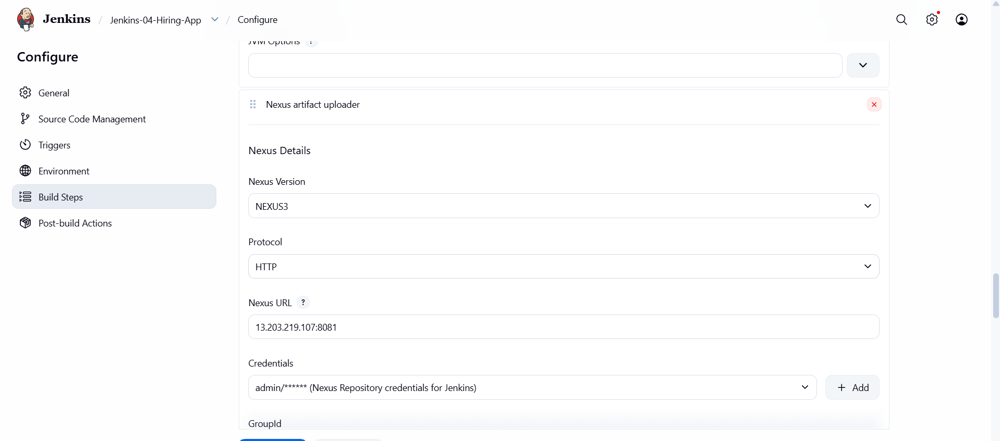 Jenkins / Jenkins-04-Hiring-App / Configure
Configure
General
Source Code Management
Triggers
Environment
Build Steps
Post-build Actions
JVM Options ?
Nexus artifact uploader
Nexus Details
Nexus Version
NEXUS3
Protocol
HTTP
Nexus URL ?
13.203.219.107:8081
Credentials
admin/****** (Nexus Repository credentials for Jenkins)
+ Add
GroupId